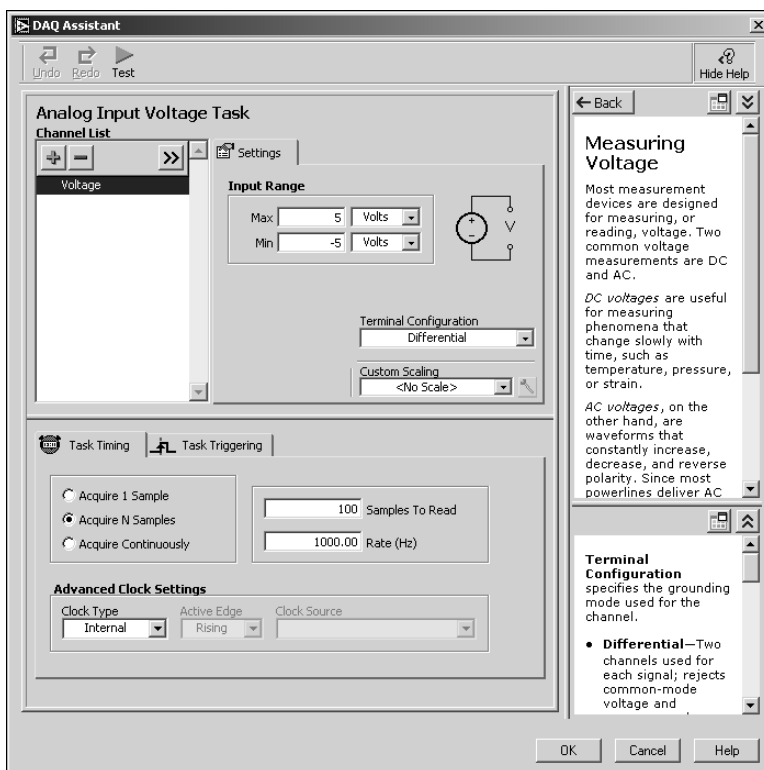 DAQ Assistant
Undo Redo Test
Hide Help
Analog Input Voltage Task
Channel List
Voltage
Settings
Input Range
Max 5 Volts
Min -5 Volts
V
Terminal Configuration
Differential
Custom Scaling
<No Scale>
Task Timing
Task Triggering
Acquire 1 Sample
Acquire N Samples
Acquire Continuously
100 Samples To Read
1000.00 Rate (Hz)
Advanced Clock Settings
Clock Type Active Edge Clock Source
Internal Rising
Back
Measuring
Voltage
Most measurement
devices are designed
for measuring, or
reading, voltage. Two
common voltage
measurements are DC
and AC.
DC voltages are useful
for measuring
phenomena that
change slowly with
time, such as
temperature, pressure,
or strain.
AC voltages, on the
other hand, are
waveforms that
constantly increase,
decrease, and reverse
polarity. Since most
powerlines deliver AC
Terminal
Configuration
specifies the grounding
mode used for the
channel.
• Differential—Two
channels used for
each signal; rejects
common-mode
voltage and
OK Cancel Help